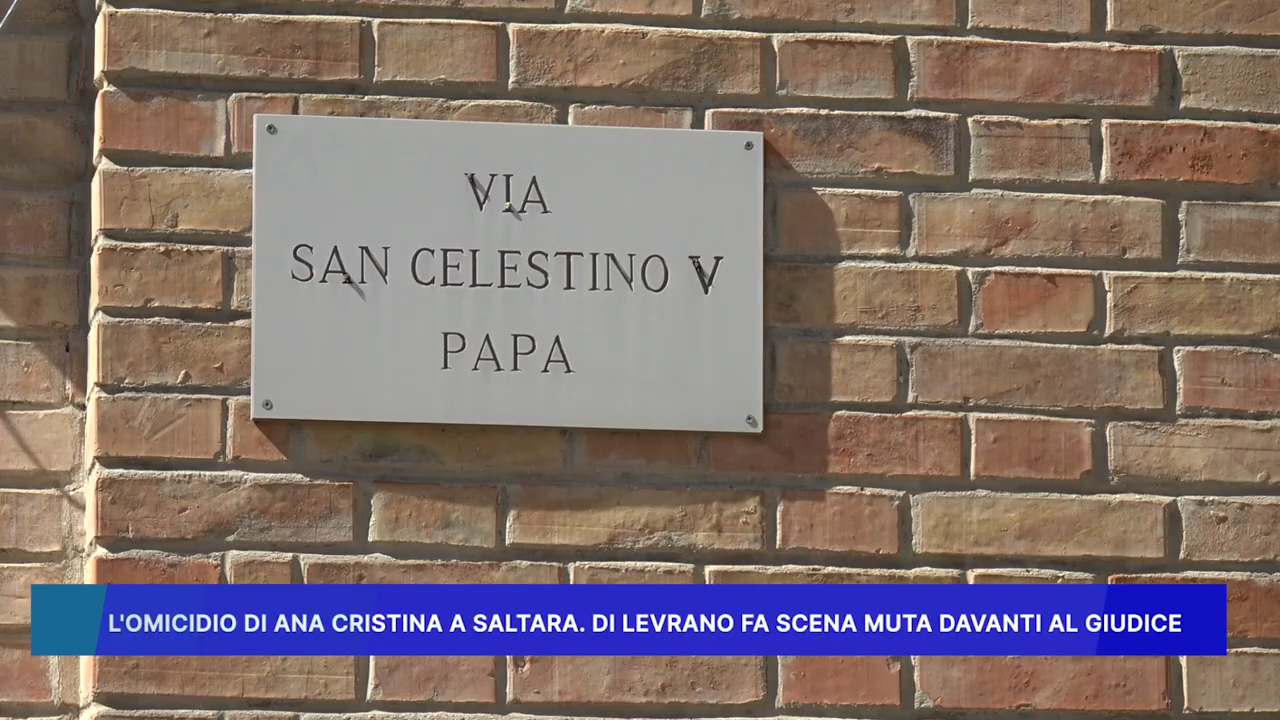 VIA
SAN CELESTINO V
PAPA
L'OMICIDIO DI ANA CRISTINA A SALTARA. DI LEVRANO FA SCENA MUTA DAVANTI AL GIUDICE